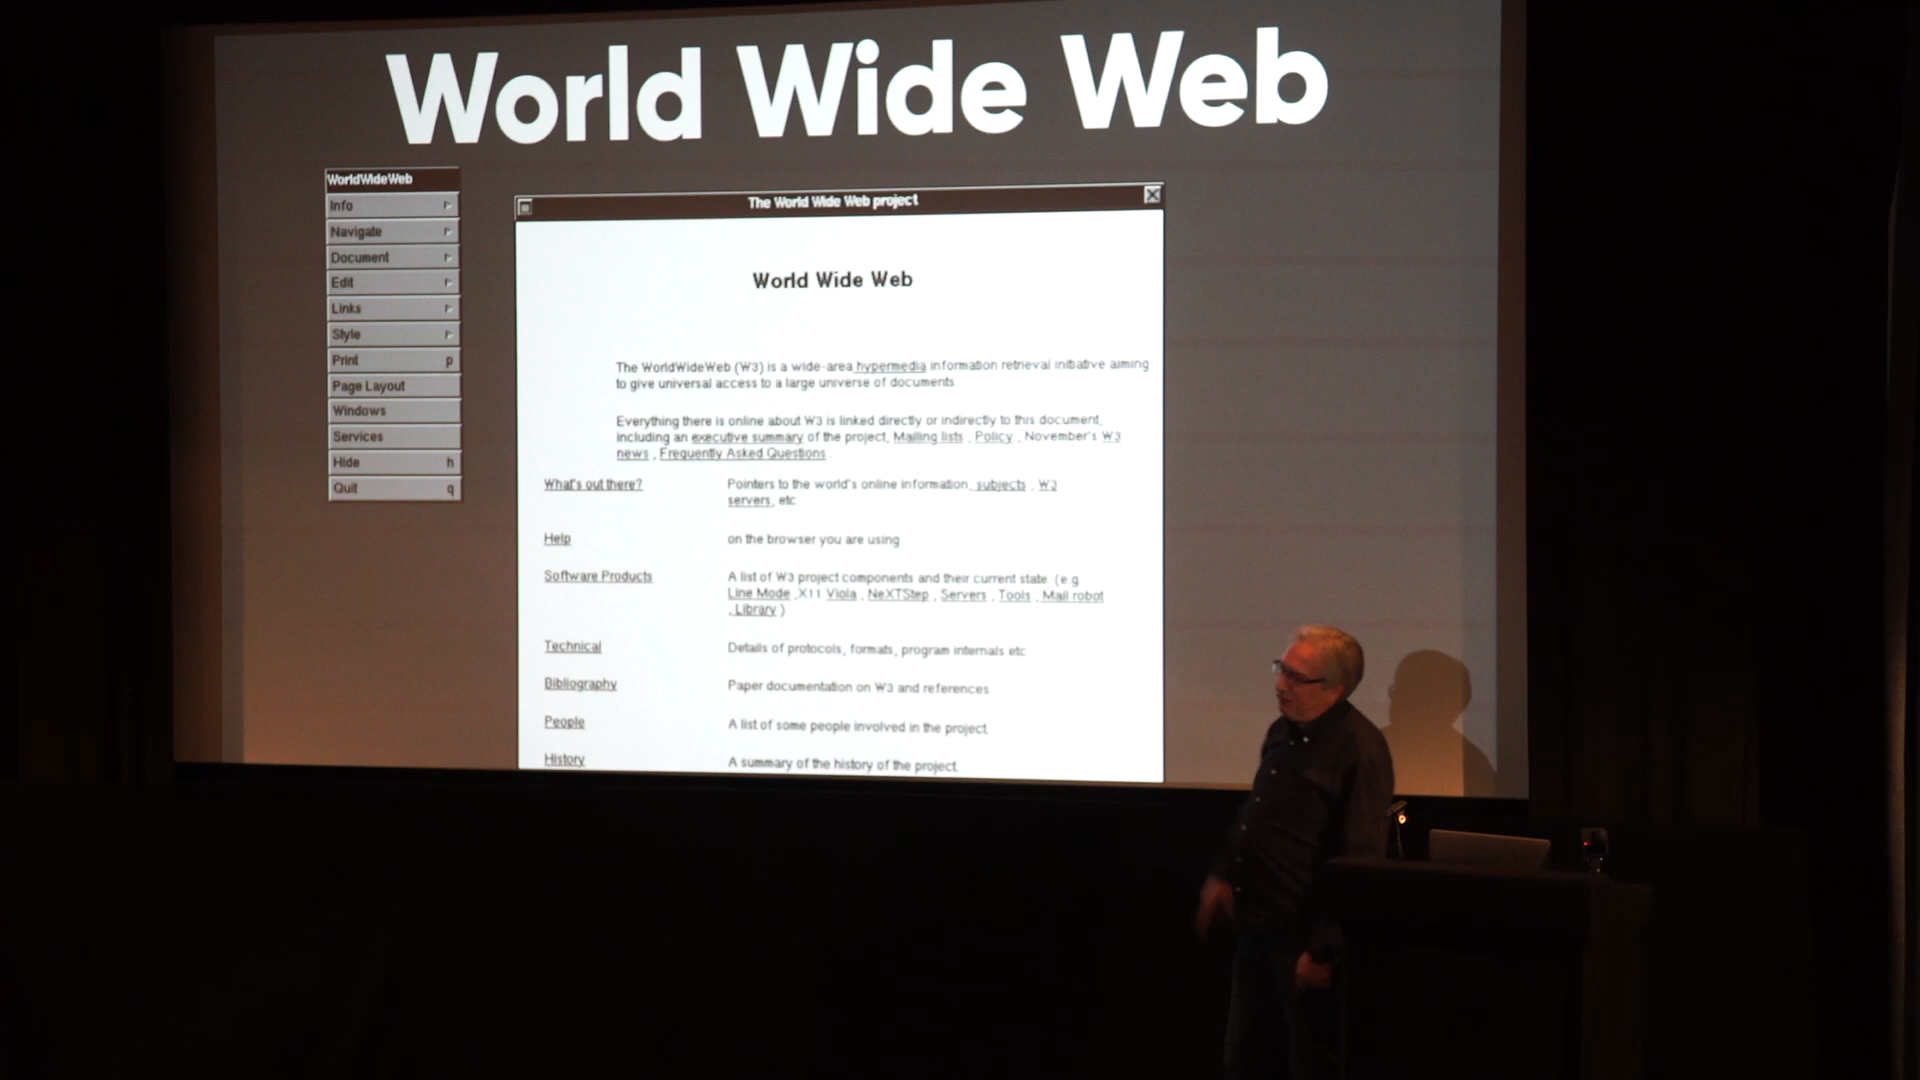 World Wide Web
WorldWideWeb
Info
Navigate
Document
Edit
Links
Style
Print p
Page Layout
Windows
Services
Hide h
Quit q
The World Wide Web project
World Wide Web
The WorldWideWeb (W3) is a wide-area hypermedia information retrieval initiative aiming
to give universal access to a large universe of documents.
Everything there is online about W3 is linked directly or indirectly to this document,
including an executive summary of the project, Mailing lists , Policy , November's W3
news , Frequently Asked Questions
What's out there? Pointers to the world's online information, subjects , W3
servers, etc.
Help on the browser you are using
Software Products A list of W3 project components and their current state. (e.g.
Line Mode ,X11 Viola , NeXTStep , Servers , Tools , Mail robot
, Library )
Technical Details of protocols, formats, program internals etc
Bibliography Paper documentation on W3 and references.
People A list of some people involved in the project.
History A summary of the history of the project.